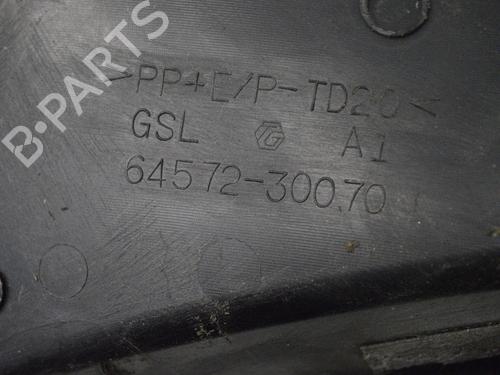 B-PARTS
>PP+E/P-TD20<
GSL A1
64572-30070